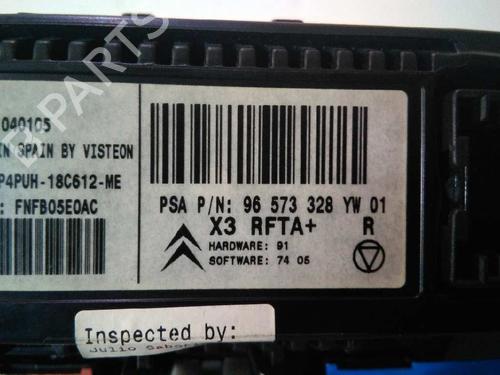 040105
IN SPAIN BY VISTEON
P4PUH-18C612-ME
: FNFB05E0AC
PSA P/N: 96 573 328 YW 01
X3 RFTA+ R
HARDWARE: 91
SOFTWARE: 74 05
Inspected by:
B-PARTS